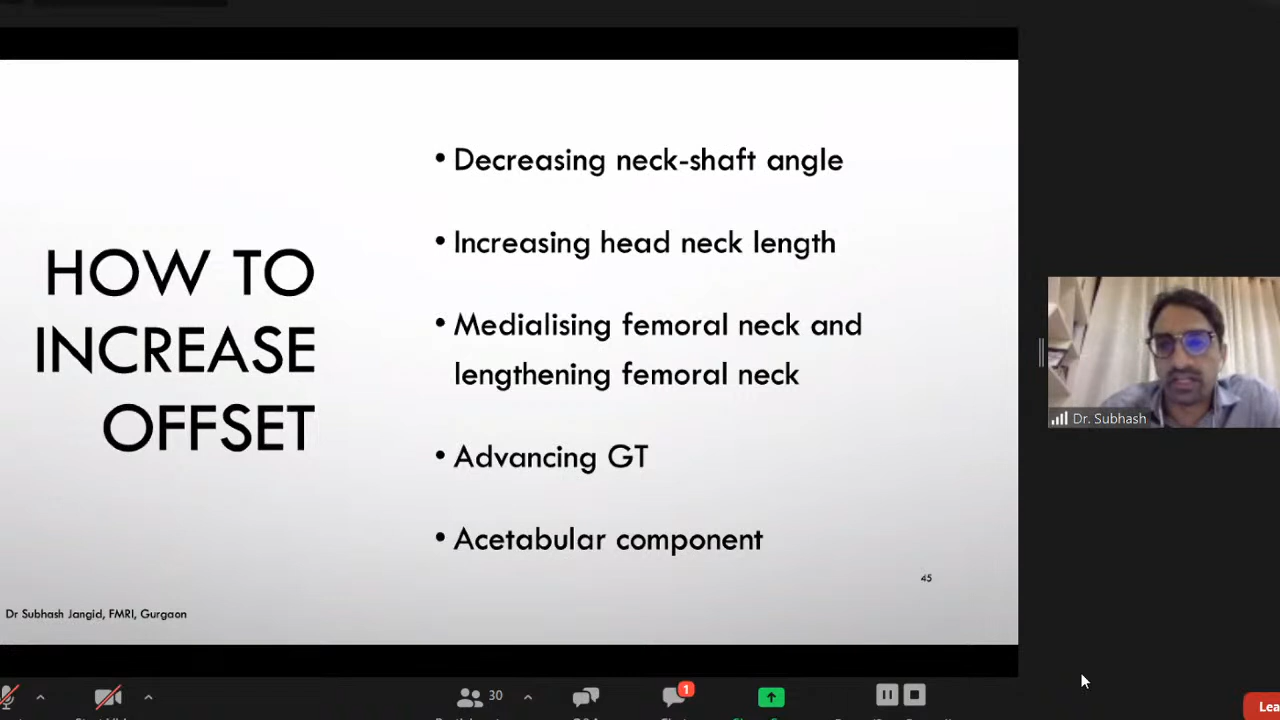 HOW TO
INCREASE
OFFSET
• Decreasing neck-shaft angle
• Increasing head neck length
• Medialising femoral neck and
lengthening femoral neck
• Advancing GT
• Acetabular component
45
Dr Subhash Jangid, FMRI, Gurgaon
Dr. Subhash
30
1
Lea